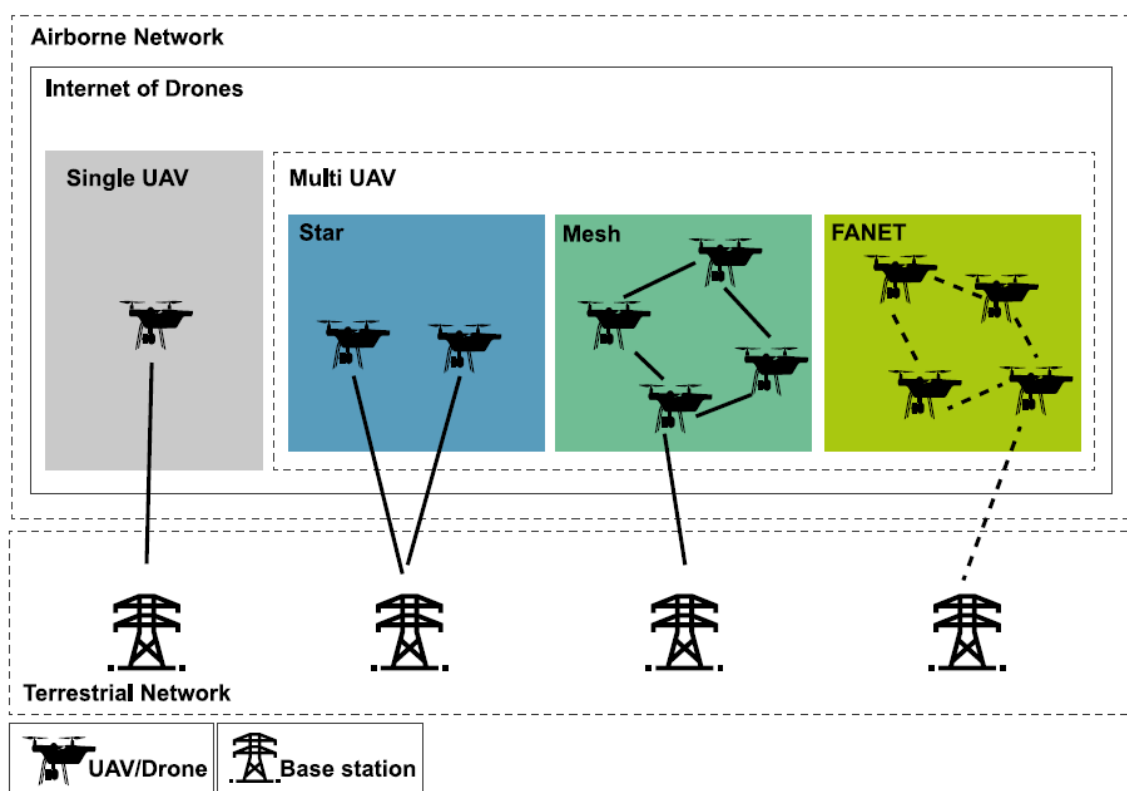 Airborne Network
Internet of Drones
Single UAV
Multi UAV
Star
Mesh
FANET
Terrestrial Network
UAV/Drone
Base station